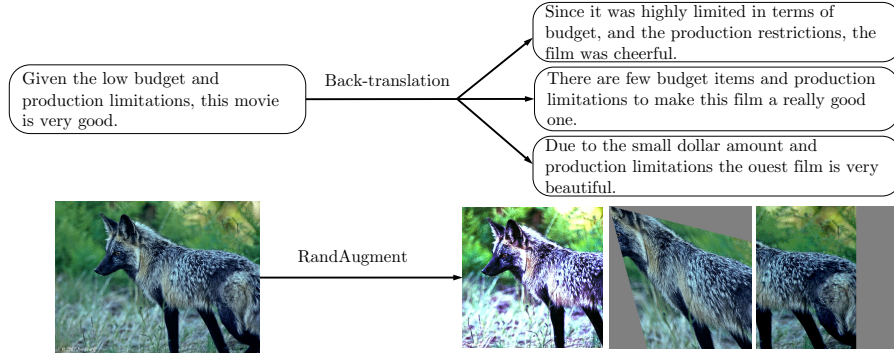 Since it was highly limited in terms of
budget, and the production restrictions, the
film was cheerful.
Given the low budget and
production limitations, this movie
is very good.
Back-translation
There are few budget items and production
limitations to make this film a really good
one.
Due to the small dollar amount and
production limitations the ouest film is very
beautiful.
RandAugment